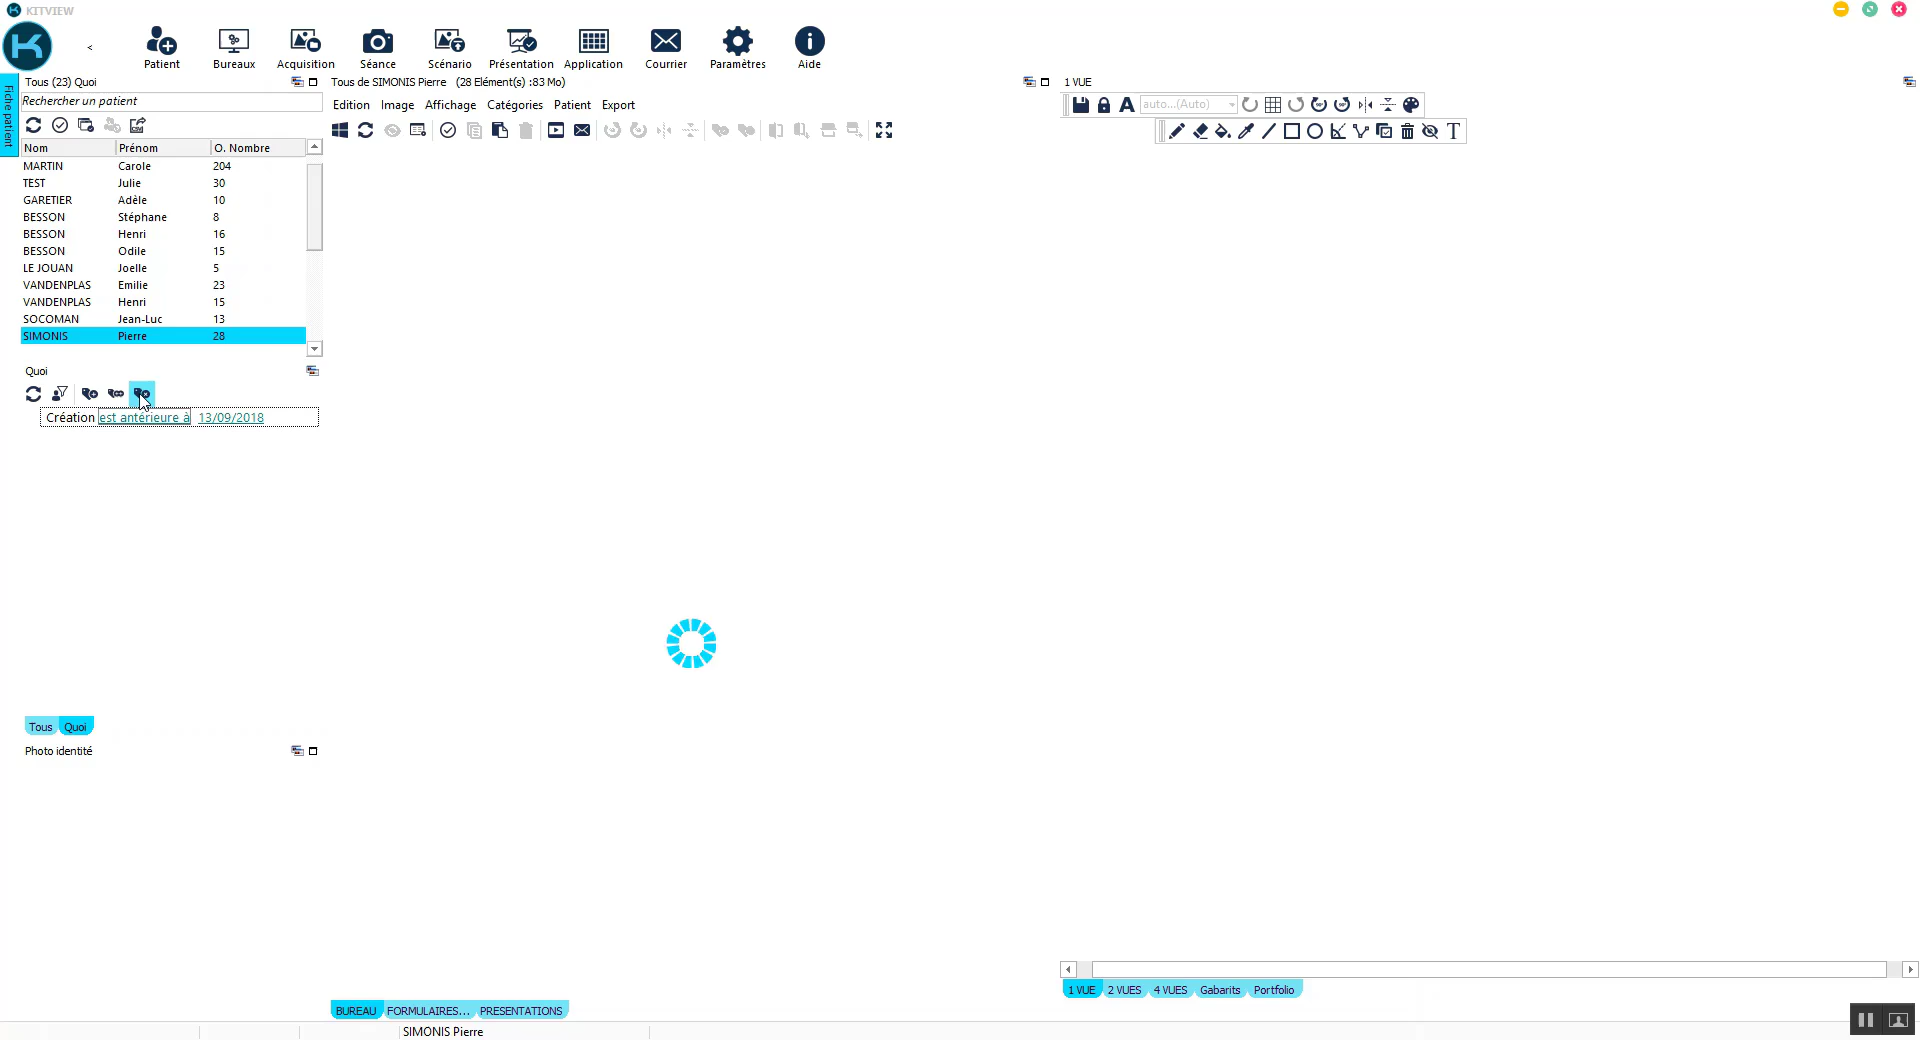 KITVIEW
<
Patient
Bureaux
Acquisition
Séance
Scénario
Présentation
Application
Courrier
Paramètres
Aide
Fiche patient
Tous (23) Quoi
Rechercher un patient
Nom Prénom O. Nombre
MARTIN Carole 204
TEST Julie 30
GARETIER Adèle 10
BESSON Stéphane 8
BESSON Henri 16
BESSON Odile 15
LE JOUAN Joelle 5
VANDENPLAS Emilie 23
VANDENPLAS Henri 15
SOCOMAN Jean-Luc 13
SIMONIS Pierre 28
Quoi
Création est antérieure à 13/09/2018
Tous Quoi
Photo identité
Tous de SIMONIS Pierre (28 Elément(s) :83 Mo)
Edition Image Affichage Catégories Patient Export
BUREAU FORMULAIRES... PRESENTATIONS
1 VUE
A auto...(Auto)
T
1 VUE 2 VUES 4 VUES Gabarits Portfolio
SIMONIS Pierre